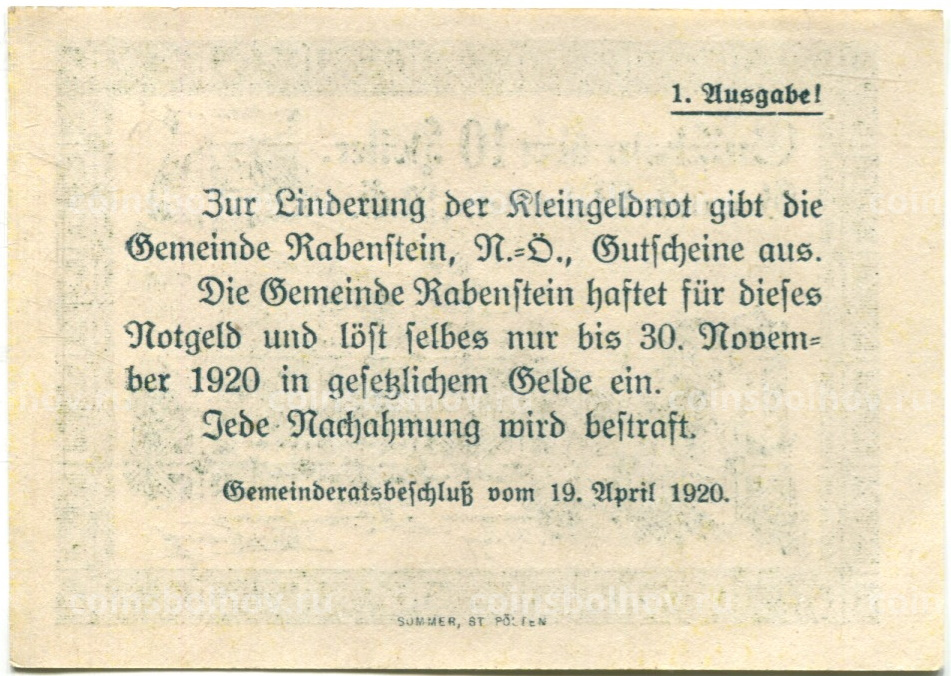 1. Ausgabe!
Zur Linderung der Kleingeldnot gibt die
Gemeinde Rabenstein, N.=Ö., Gutscheine aus.
Die Gemeinde Rabenstein haftet für dieses
Notgeld und löst selbes nur bis 30. Novem=
ber 1920 in gesetzlichem Gelde ein.
Jede Nachahmung wird bestraft.
Gemeinderatsbeschluß vom 19. April 1920.
SOMMER, ST. PÖLTEN
coinsbolhov.ru